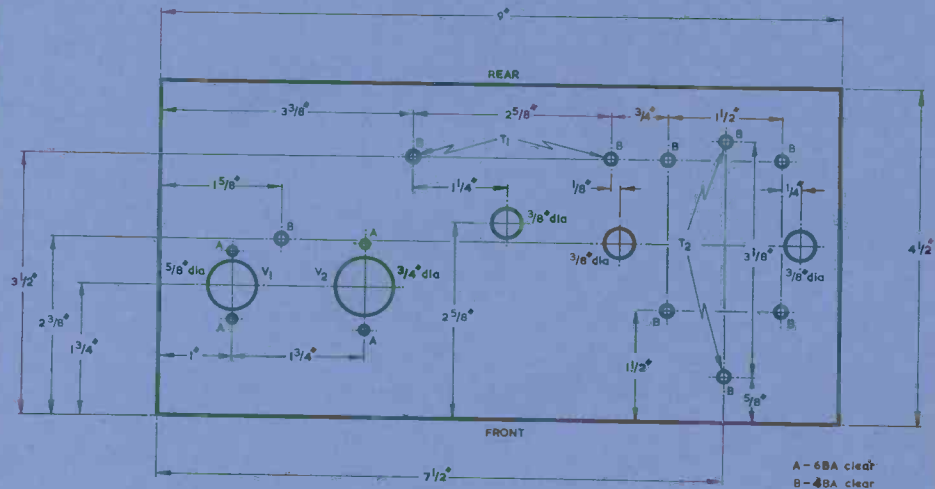 9"
REAR
3 3/8"
2 5/8"
3/4"
1 1/2"
B
T1
B
B
B
1 5/8"
1 1/4"
1/8"
1/4"
B
3/8" dia
A
A
5/8" dia
V1
V2
3/4" dia
3/8" dia
T2
3/8" dia
3 1/8"
4 1/2"
3 1/2"
2 3/8"
1 3/4"
2 5/8"
A
A
B
B
1"
1 3/4"
1 1/2"
B
5/8"
FRONT
7 1/2"
A - 6BA clear
B - 4BA clear